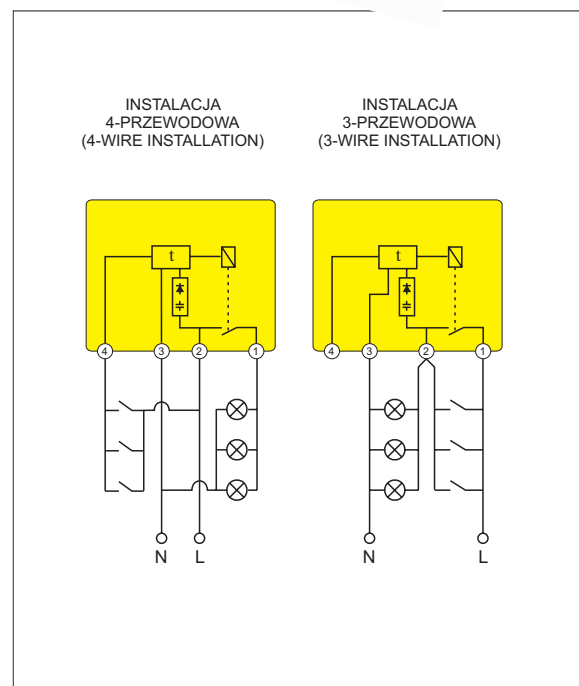 INSTALACJA
4-PRZEWODOWA
(4-WIRE INSTALLATION)
t
4 3 2 1
N L
INSTALACJA
3-PRZEWODOWA
(3-WIRE INSTALLATION)
t
4 3 2 1
N L